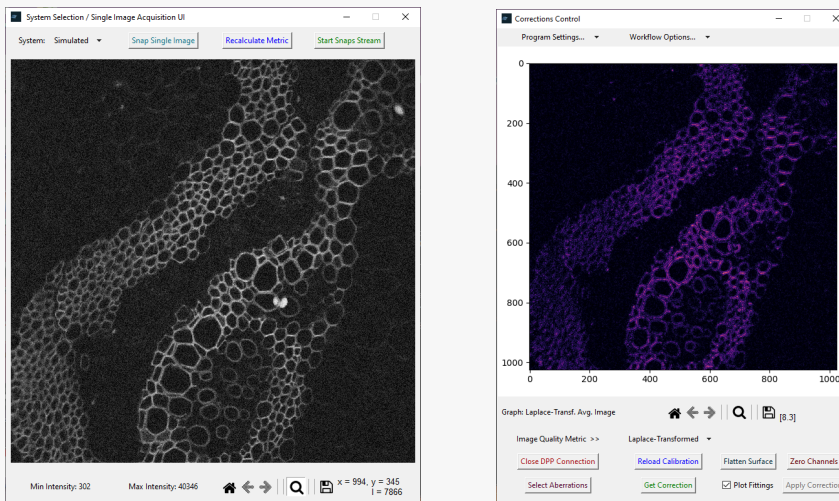 System Selection / Single Image Acquisition UI
System: Simulated Snap Single Image Recalculate Metric Start Snaps Stream
Min Intensity: 302 Max Intensity: 40346 x = 994, y = 345
I = 7866
Corrections Control
Program Settings... Workflow Options...
0
200
400
600
800
1000
0 200 400 600 800 1000
Graph: Laplace-Transf. Avg. Image [8.3]
Image Quality Metric >> Laplace-Transformed
Close DPP Connection Reload Calibration Flatten Surface Zero Channels
Select Aberrations Get Correction Plot Fittings Apply Correction